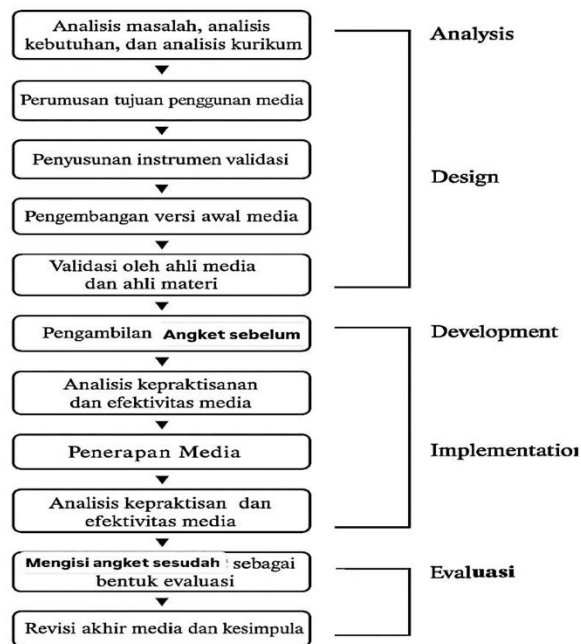 Analisis masalah, analisis
kebutuhan, dan analisis kurikum
Analysis
Perumusan tujuan penggunan media
Penyusunan instrumen validasi
Design
Pengembangan versi awal media
Validasi oleh ahli media
dan ahli materi
Pengambilan Angket sebelum
Development
Analisis kepraktisanan
dan efektivitas media
Penerapan Media
Implementatioı
Analisis kepraktisan dan
efektivitas media
Mengisi angket sesudah sebagai
bentuk evaluasi
Evaluasi
Revisi akhir media dan kesimpula